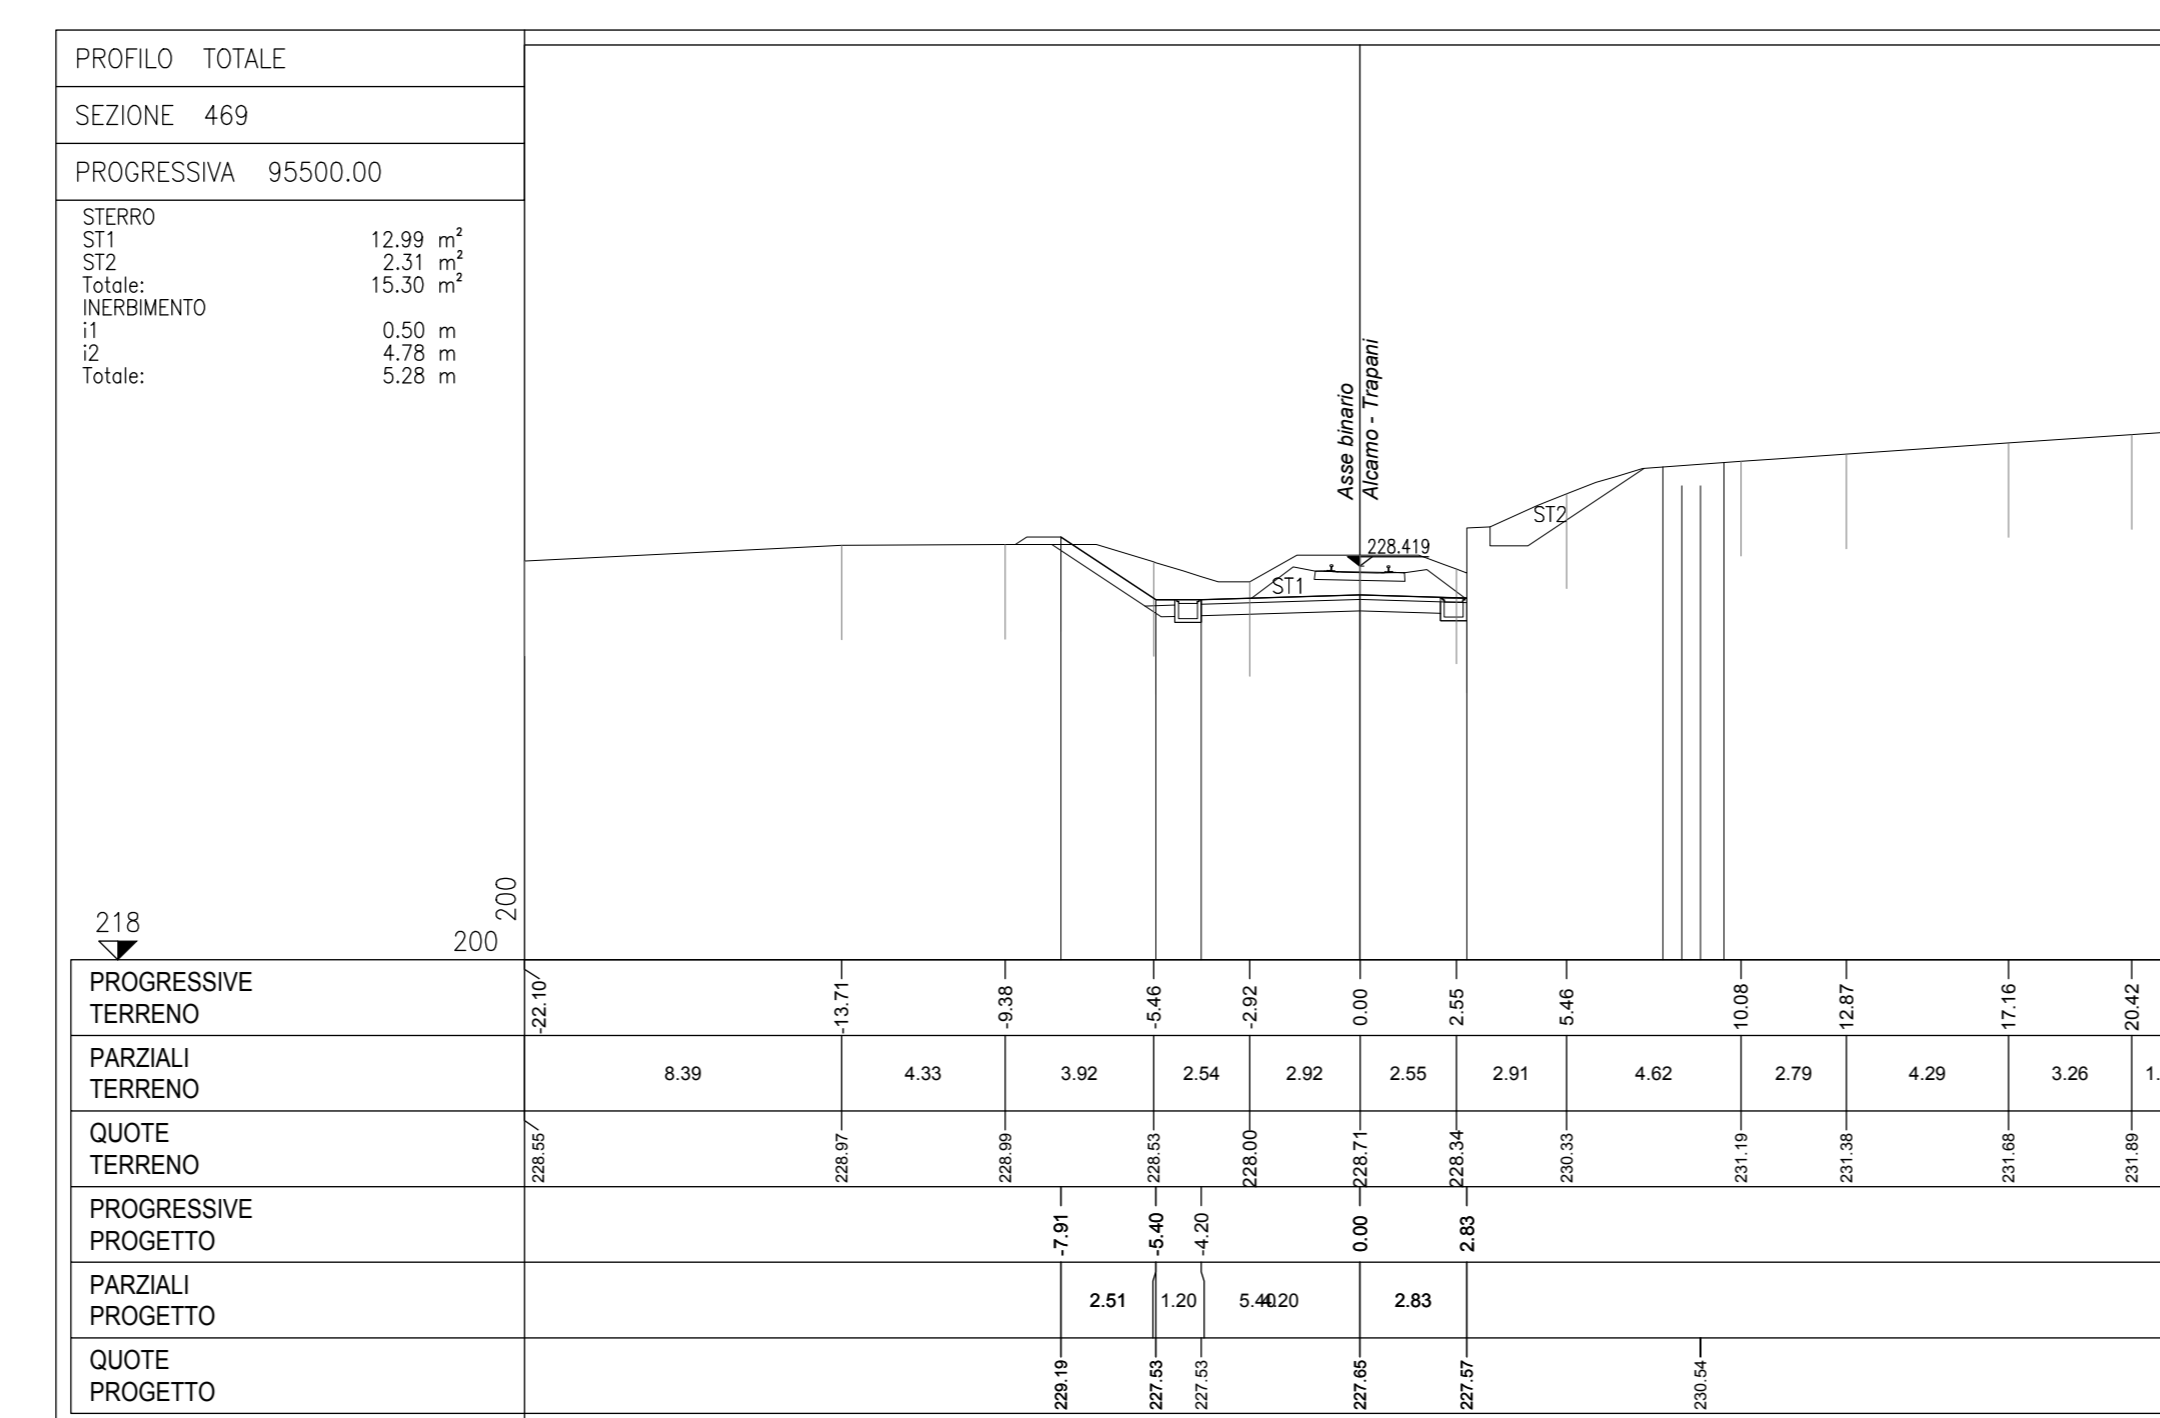 PROFILO TOTALE
SEZIONE 469
PROGRESSIVA 95500.00
STERRO
ST1 12.99 m²
ST2 2.31 m²
Totale: 15.30 m²
INERBIMENTO
i1 0.50 m
i2 4.78 m
Totale: 5.28 m
Asse binario
Alcamo - Trapani
228.419
ST1
ST2
218
200
200
PROGRESSIVE
TERRENO
-22.10 -13.71 -9.38 -5.46 -2.92 0.00 2.55 5.46 10.08 12.87 17.16 20.42
PARZIALI
TERRENO
8.39 4.33 3.92 2.54 2.92 2.55 2.91 4.62 2.79 4.29 3.26 1.
QUOTE
TERRENO
228.55 228.97 228.99 228.53 228.00 228.71 228.34 230.33 231.19 231.38 231.68 231.89
PROGRESSIVE
PROGETTO
-7.91 -5.40 -4.20 0.00 2.83
PARZIALI
PROGETTO
2.51 1.20 5.40 4.20 2.83
QUOTE
PROGETTO
229.19 227.53 227.53 227.65 227.57 230.54